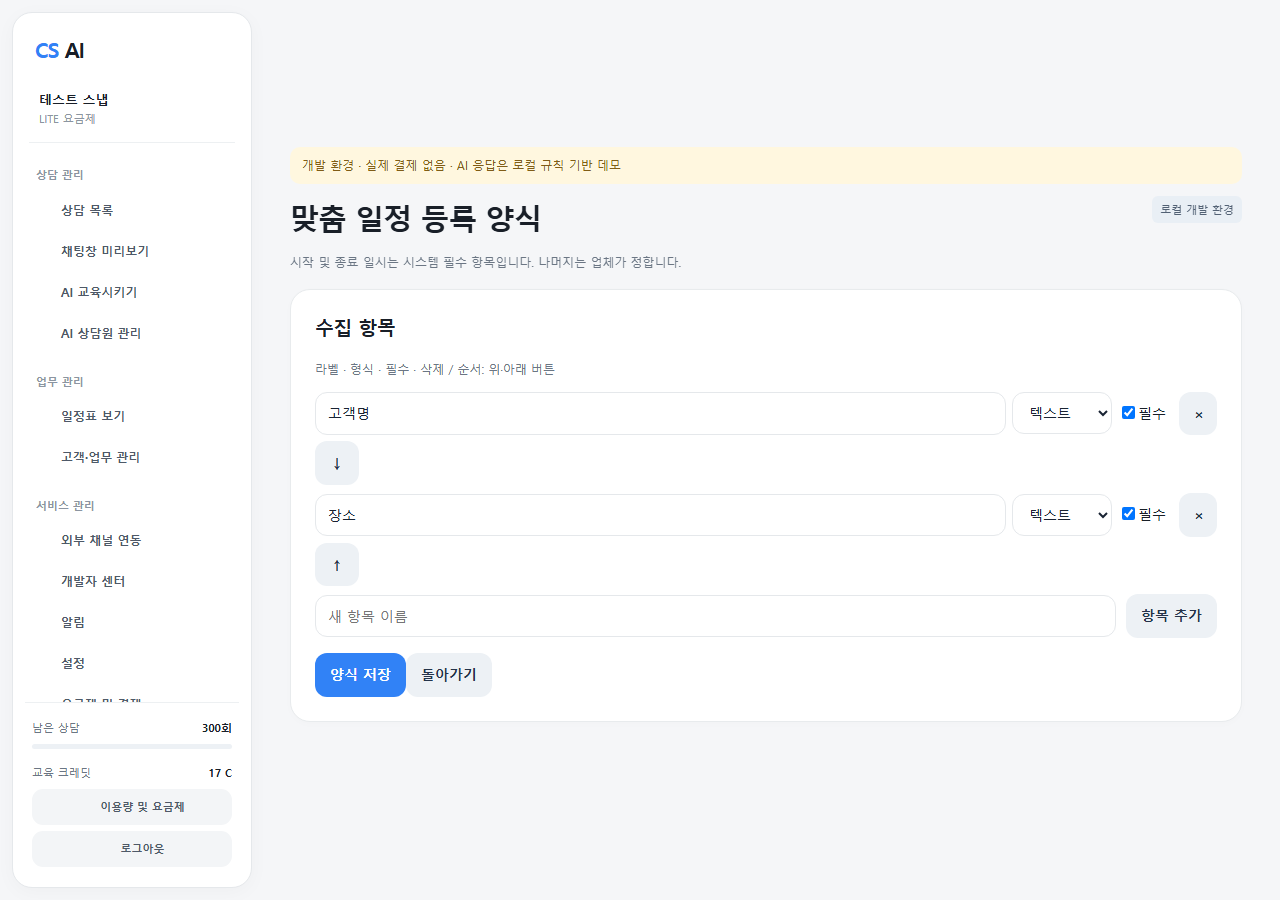 CS AI
테스트 스냅
LITE 요금제
상담 관리
상담 목록
채팅창 미리보기
AI 교육시키기
AI 상담원 관리
업무 관리
일정표 보기
고객·업무 관리
서비스 관리
외부 채널 연동
개발자 센터
알림
설정
남은 상담 300회
교육 크레딧 17 C
이용량 및 요금제
로그아웃
개발 환경 · 실제 결제 없음 · AI 응답은 로컬 규칙 기반 데모
맞춤 일정 등록 양식
로컬 개발 환경
시작 및 종료 일시는 시스템 필수 항목입니다. 나머지는 업체가 정합니다.
수집 항목
라벨 · 형식 · 필수 · 삭제 / 순서: 위·아래 버튼
고객명 텍스트 필수 ×
↓
장소 텍스트 필수 ×
↑
새 항목 이름 항목 추가
양식 저장 돌아가기